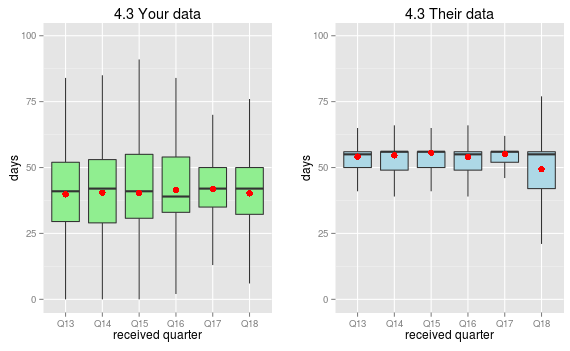 4.3 Your data
100
75
50
25
0
days
Q13 Q14 Q15 Q16 Q17 Q18
received quarter
4.3 Their data
100
75
50
25
0
days
Q13 Q14 Q15 Q16 Q17 Q18
received quarter